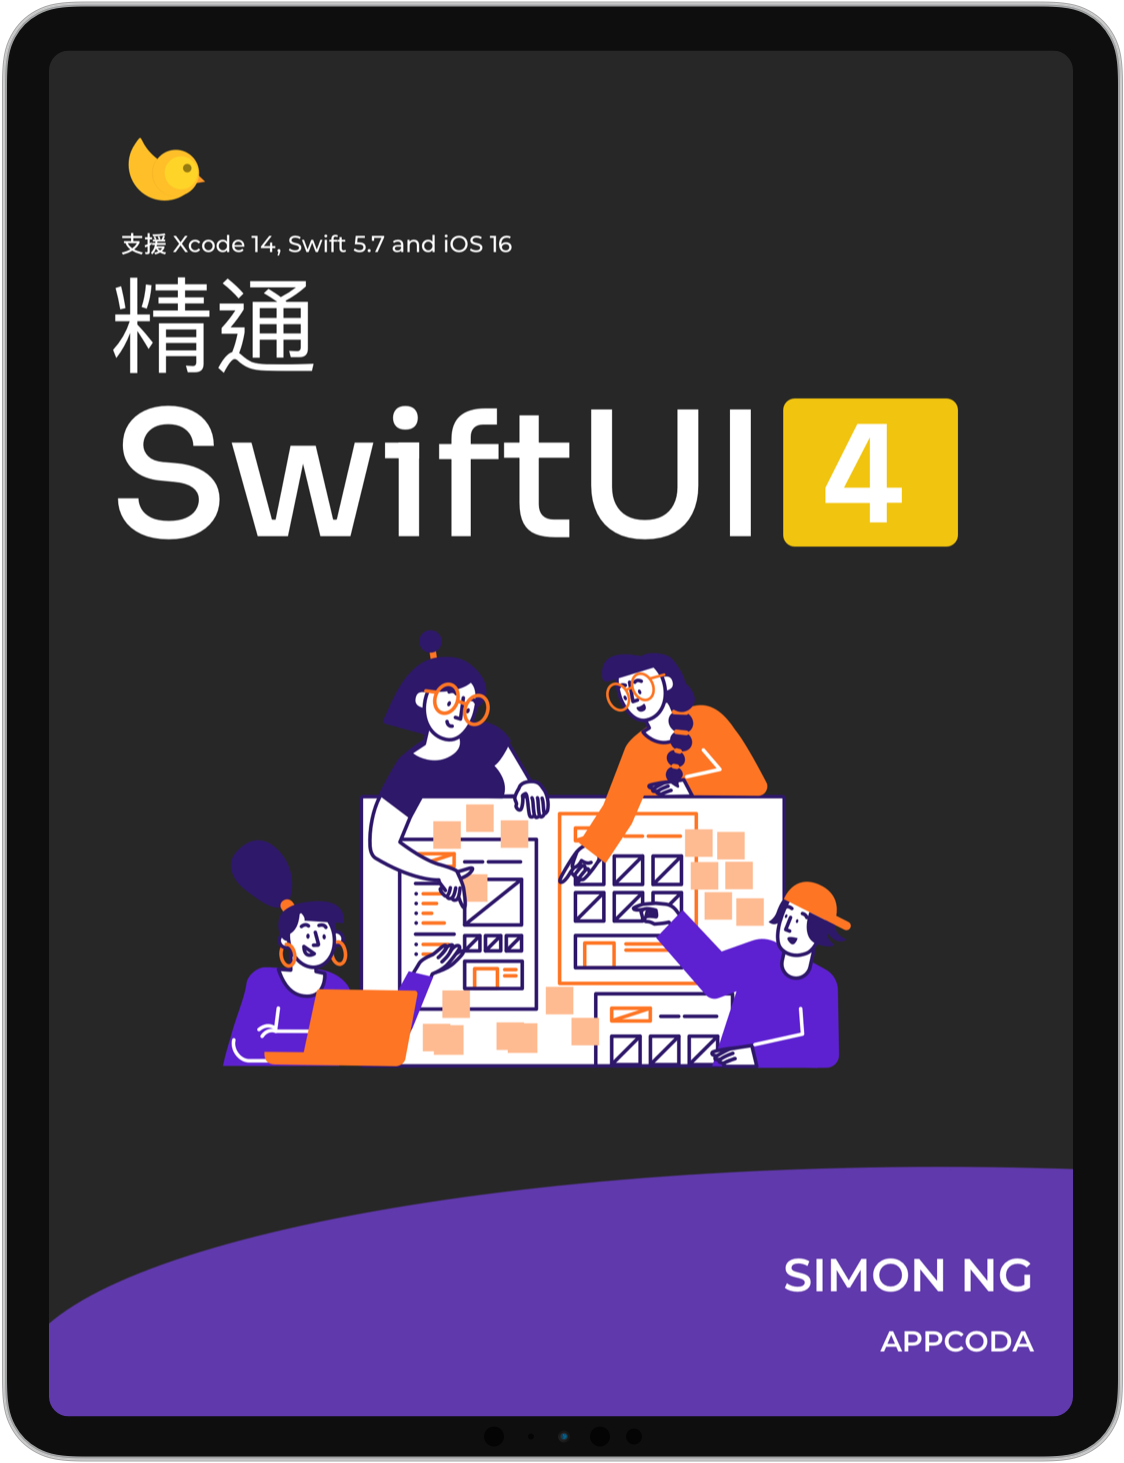 支援 Xcode 14, Swift 5.7 and iOS 16
精通
SwiftUI 4
SIMON NG
APPCODA